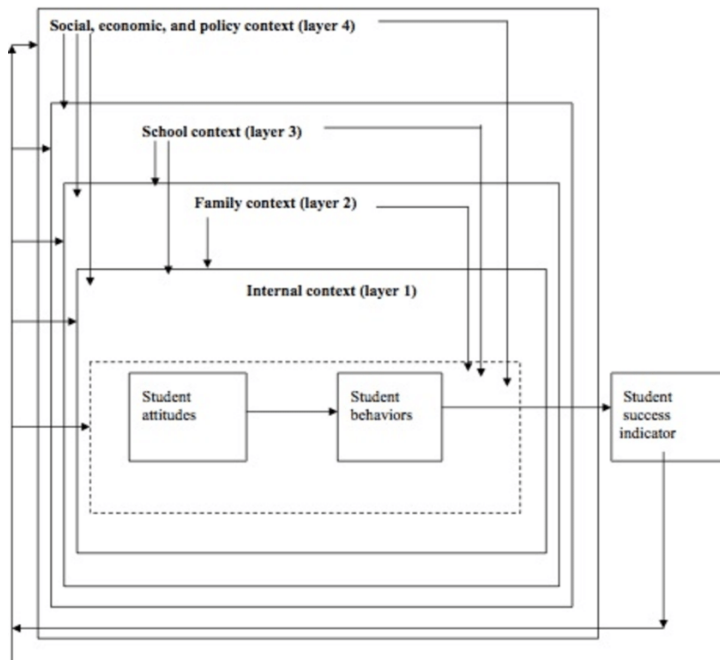 Social, economic, and policy context (layer 4)
School context (layer 3)
Family context (layer 2)
Internal context (layer 1)
Student
attitudes
Student
behaviors
Student
success
indicator